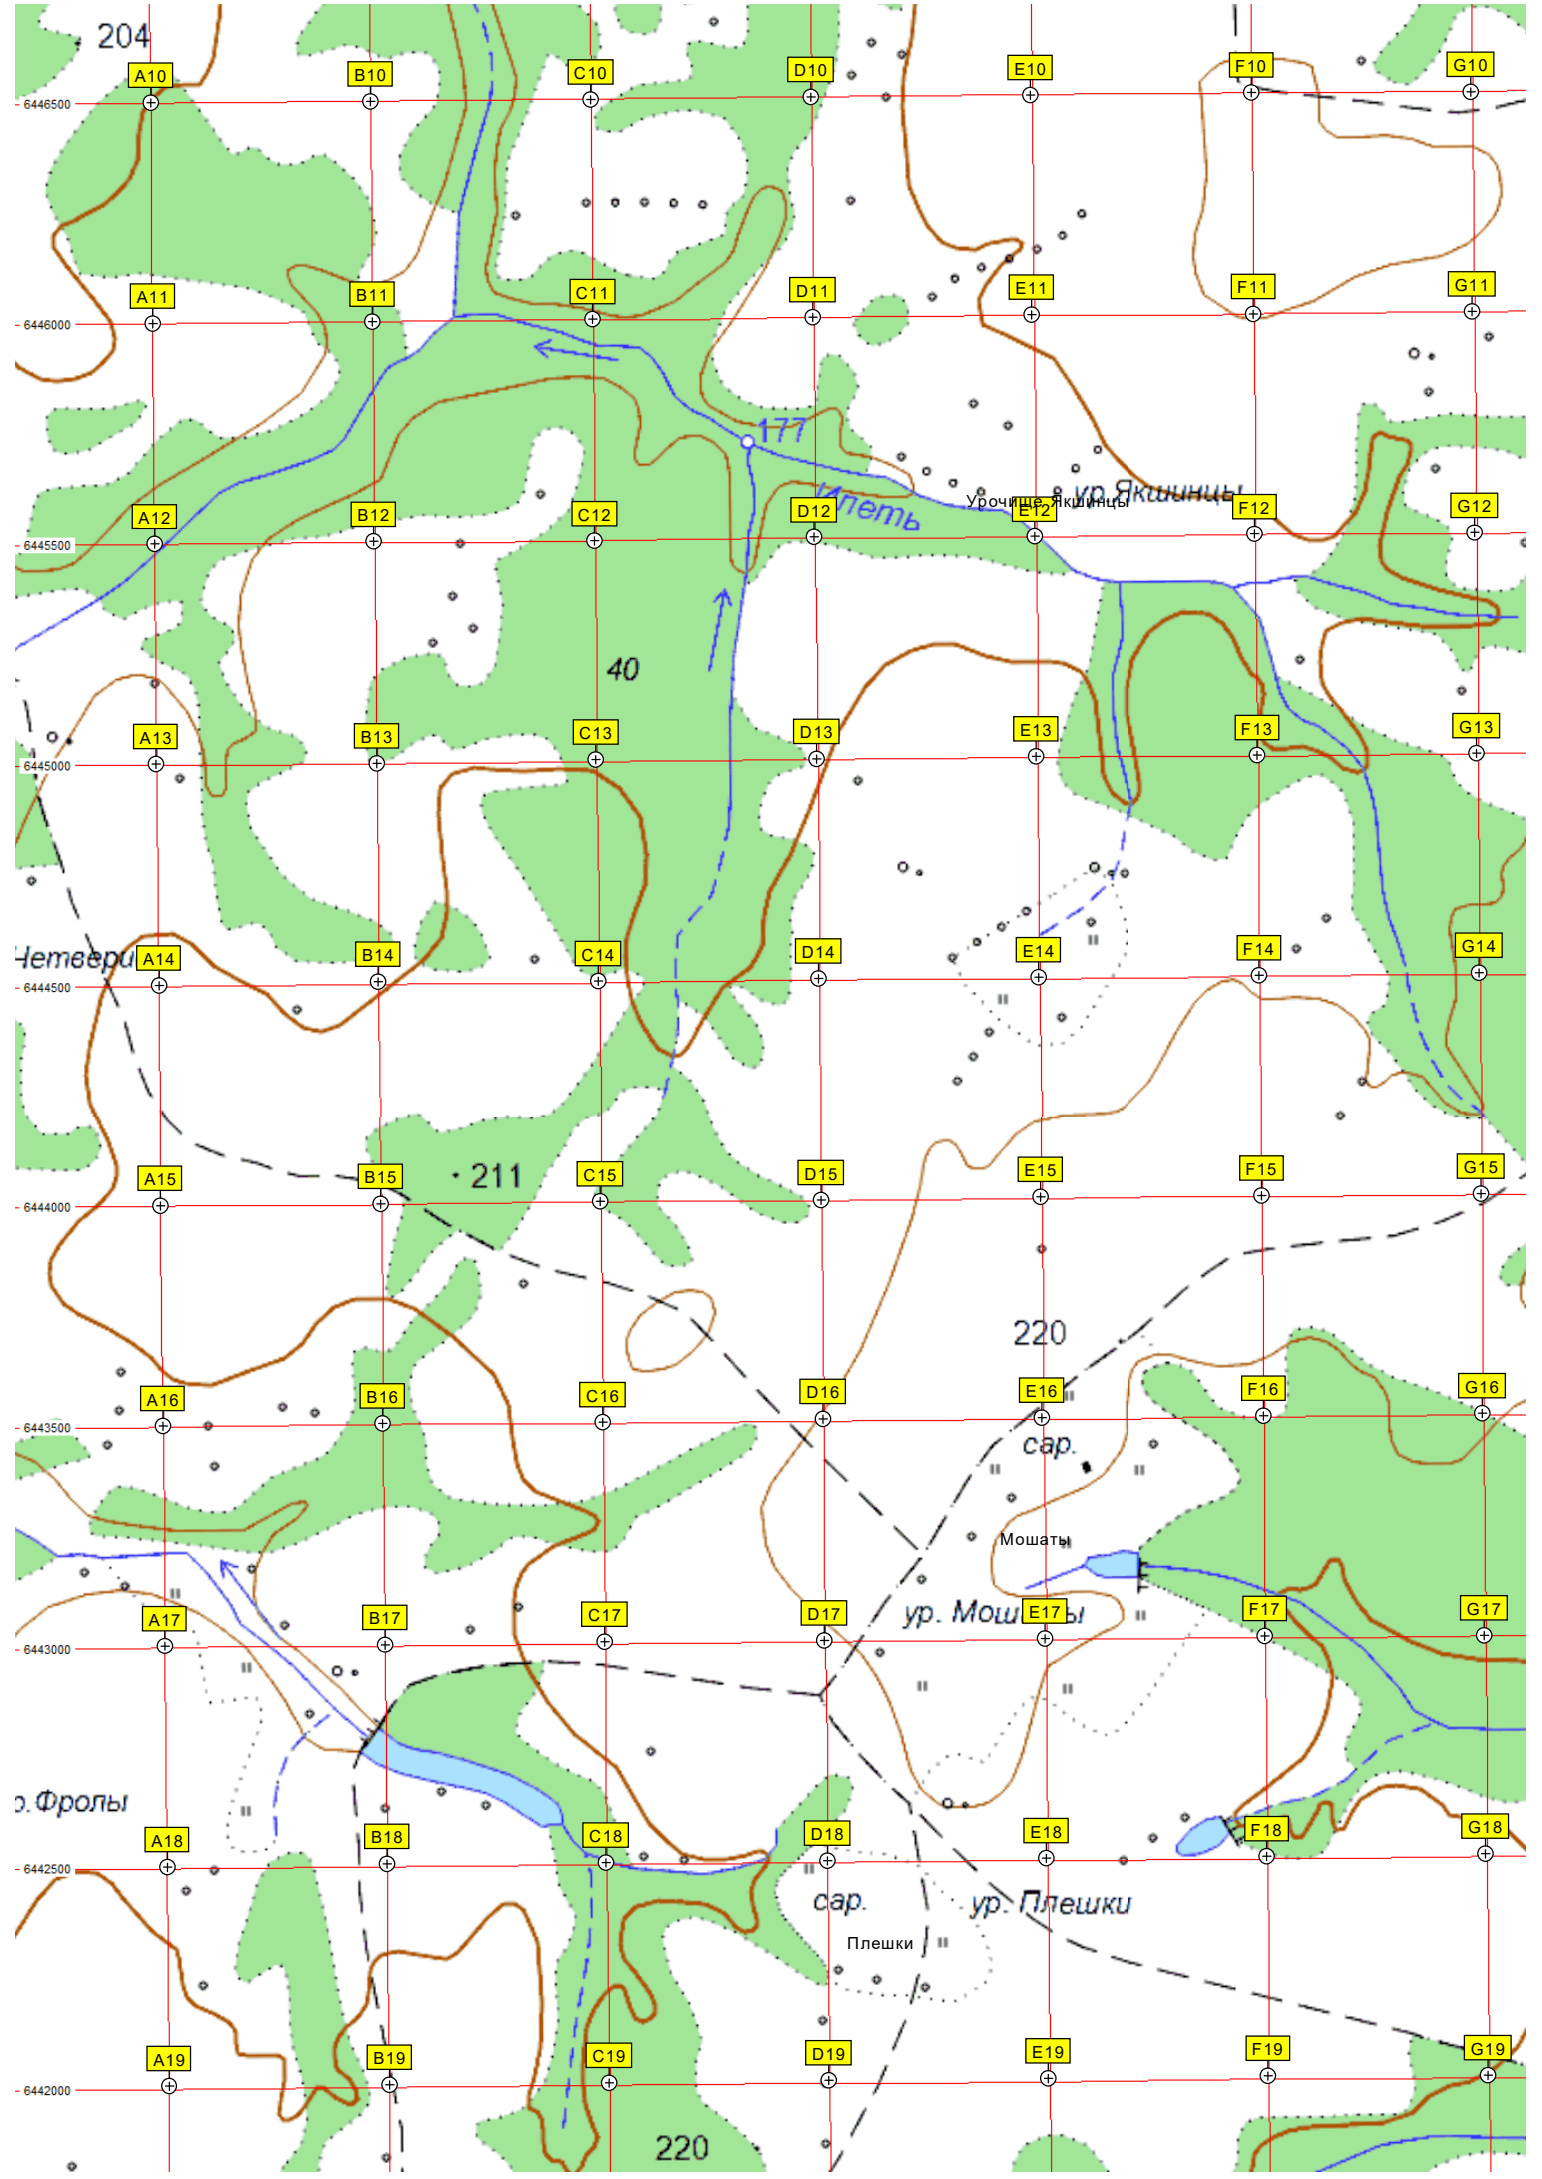 204
A10 B10 C10 D10 E10 F10 G10
6446500
A11 B11 C11 D11 E11 F11 G11
6446000
177
Илеть
ур. Якшинцы
Урочище Якшинцы
A12 B12 C12 D12 E12 F12 G12
6445500
40
A13 B13 C13 D13 E13 F13 G13
6445000
Нетвери
A14 B14 C14 D14 E14 F14 G14
6444500
211
A15 B15 C15 D15 E15 F15 G15
6444000
220
A16 B16 C16 D16 E16 F16 G16
6443500
сар.
Мошаты
ур. Мошаты
A17 B17 C17 D17 E17 F17 G17
6443000
р. Фролы
A18 B18 C18 D18 E18 F18 G18
6442500
сар.
ур. Плешки
Плешки
A19 B19 C19 D19 E19 F19 G19
6442000
220